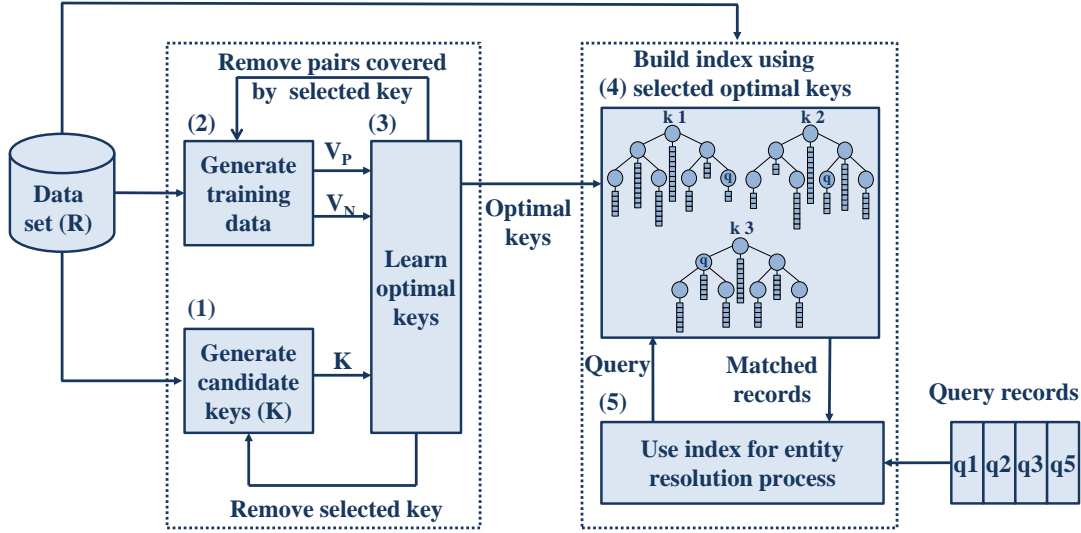 Remove pairs covered
by selected key
(2)
(3)
Generate
training
data
V_P
V_N
Data
set (R)
Learn
optimal
keys
(1)
Generate
candidate
keys (K)
K
Remove selected key
Optimal
keys
Build index using
(4) selected optimal keys
k 1
k 2
q
q
k 3
q
Query
Matched
records
(5)
Use index for entity
resolution process
Query records
q1 q2 q3 q5